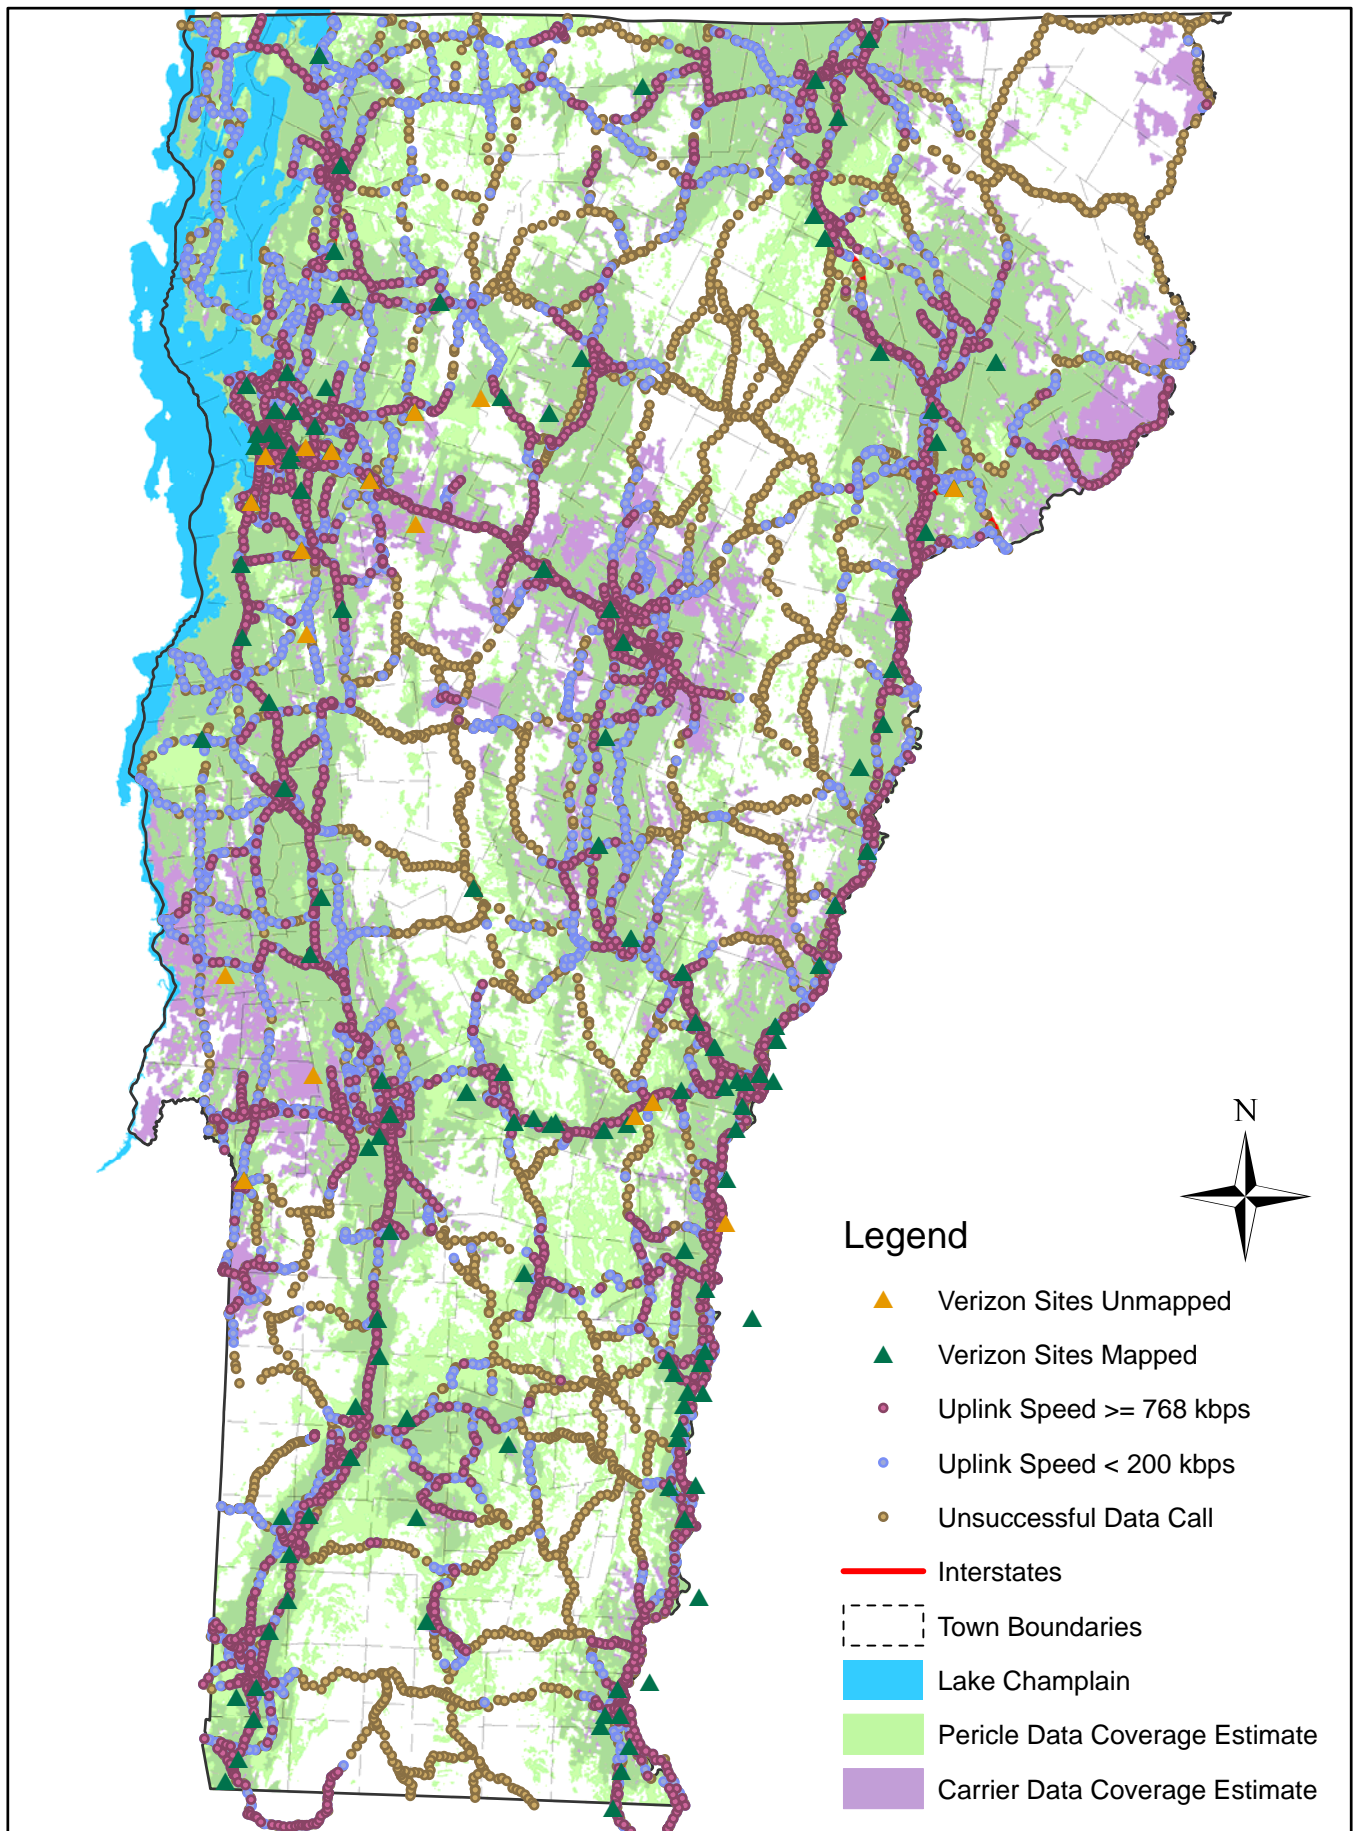 N
Legend
Verizon Sites Unmapped
Verizon Sites Mapped
Uplink Speed >= 768 kbps
Uplink Speed < 200 kbps
Unsuccessful Data Call
Interstates
Town Boundaries
Lake Champlain
Pericle Data Coverage Estimate
Carrier Data Coverage Estimate